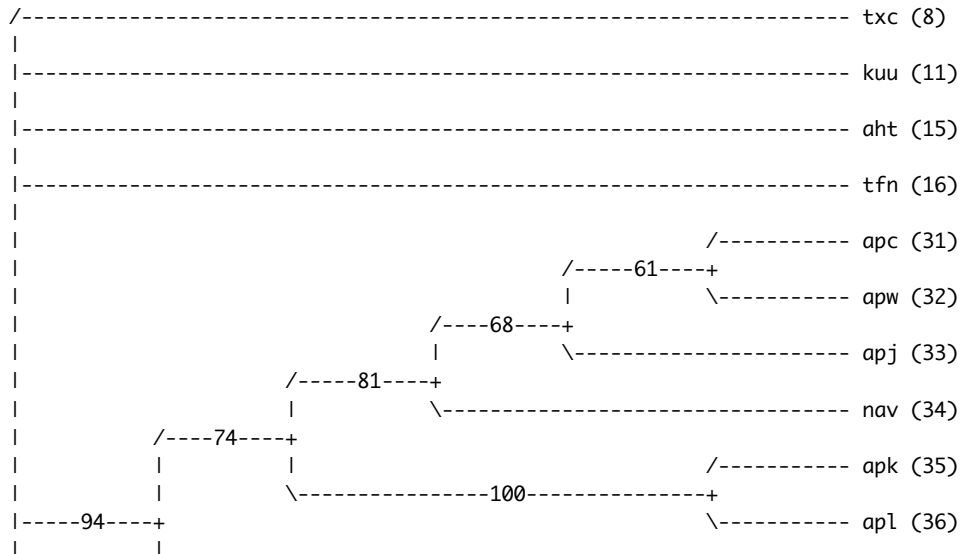 /---------------------------------------------------------------------- txc (8)
|
|---------------------------------------------------------------------- kuu (11)
|
|---------------------------------------------------------------------- aht (15)
|
|---------------------------------------------------------------------- tfn (16)
|
|                                                          /----------- apc (31)
|                                              /-----61----+
|                                              |           \----------- apw (32)
|                                   /----68----+
|                                   |          \----------------------- apj (33)
|                       /-----81----+
|                       |           \---------------------------------- nav (34)
|            /----74----+
|            |          |                                  /----------- apk (35)
|            |          \----------------100---------------+
|-----94----+                                              \----------- apl (36)
|            |